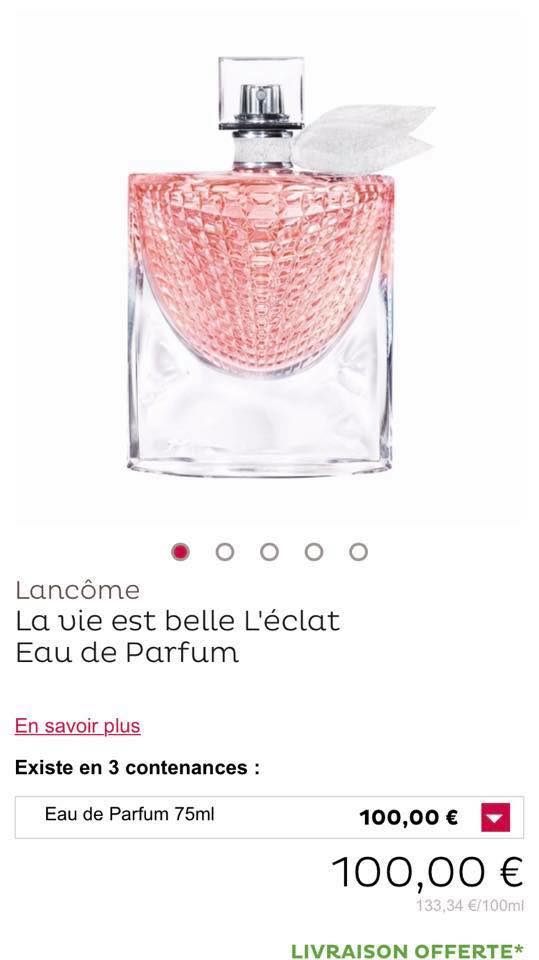 Lancôme
La vie est belle L'éclat
Eau de Parfum
En savoir plus
Existe en 3 contenances :
Eau de Parfum 75ml 100,00 €
100,00 €
133,34 €/100ml
LIVRAISON OFFERTE*